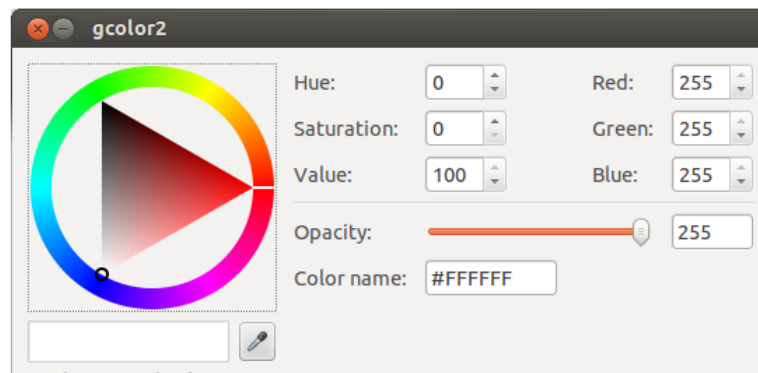 gcolor2
Hue: 0 Red: 255
Saturation: 0 Green: 255
Value: 100 Blue: 255
Opacity: 255
Color name: #FFFFFF